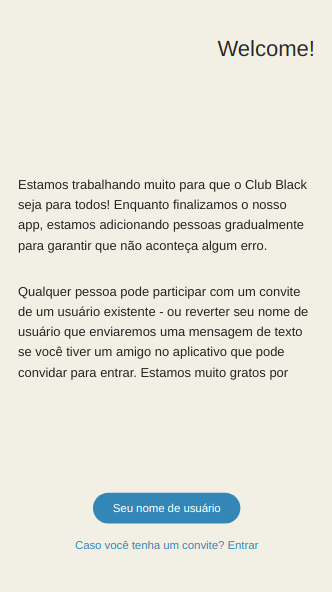 Welcome!
Estamos trabalhando muito para que o Club Black
seja para todos! Enquanto finalizamos o nosso
app, estamos adicionando pessoas gradualmente
para garantir que não aconteça algum erro.
Qualquer pessoa pode participar com um convite
de um usuário existente - ou reverter seu nome de
usuário que enviaremos uma mensagem de texto
se você tiver um amigo no aplicativo que pode
convidar para entrar. Estamos muito gratos por
Seu nome de usuário
Caso você tenha um convite? Entrar